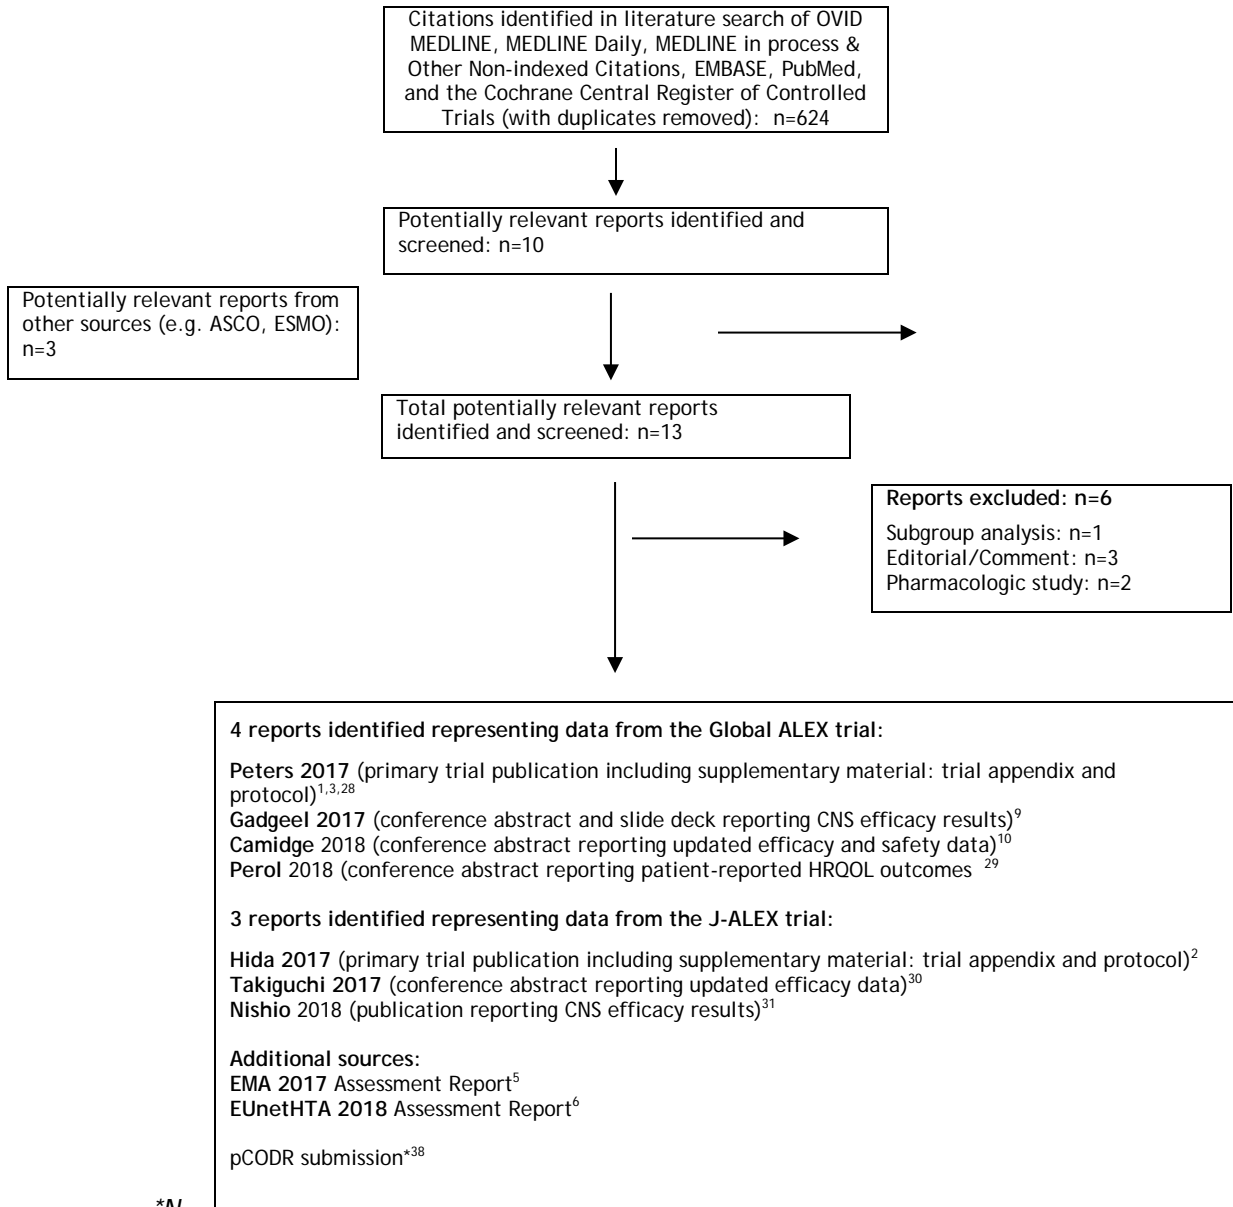 Citations identified in literature search of OVID
MEDLINE, MEDLINE Daily, MEDLINE in process &
Other Non-indexed Citations, EMBASE, PubMed,
and the Cochrane Central Register of Controlled
Trials (with duplicates removed): n=624
Potentially relevant reports identified and
screened: n=10
Potentially relevant reports from
other sources (e.g. ASCO, ESMO):
n=3
Total potentially relevant reports
identified and screened: n=13
Reports excluded: n=6
Subgroup analysis: n=1
Editorial/Comment: n=3
Pharmacologic study: n=2
4 reports identified representing data from the Global ALEX trial:
Peters 2017 (primary trial publication including supplementary material: trial appendix and
protocol)1,3,28
Gadgeel 2017 (conference abstract and slide deck reporting CNS efficacy results)9
Camidge 2018 (conference abstract reporting updated efficacy and safety data)10
Perol 2018 (conference abstract reporting patient-reported HRQOL outcomes 29
3 reports identified representing data from the J-ALEX trial:
Hida 2017 (primary trial publication including supplementary material: trial appendix and protocol)2
Takiguchi 2017 (conference abstract reporting updated efficacy data)30
Nishio 2018 (publication reporting CNS efficacy results)31
Additional sources:
EMA 2017 Assessment Report5
EUnetHTA 2018 Assessment Report6
pCODR submission*38